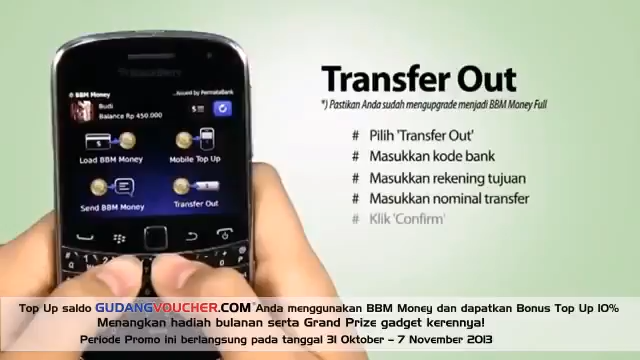 Transfer Out
*) Pastikan Anda sudah mengupgrade menjadi BBM Money Full
# Pilih 'Transfer Out'
# Masukkan kode bank
# Masukkan rekening tujuan
# Masukkan nominal transfer
# Klik 'Confirm'
BlackBerry
BBM Money
...issued by PermataBank
Budi
Balance Rp 450.000
Load BBM Money
Mobile Top Up
Send BBM Money
Transfer Out
Top Up saldo GUDANGVOUCHER.COM Anda menggunakan BBM Money dan dapatkan Bonus Top Up 10%
Menangkan hadiah bulanan serta Grand Prize gadget kerennya!
Periode Promo ini berlangsung pada tanggal 31 Oktober – 7 November 2013